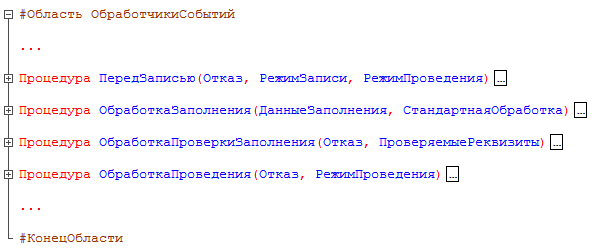 #Область ОбработчикиСобытий
...
Процедура ПередЗаписью(Отказ, РежимЗаписи, РежимПроведения) ...
Процедура ОбработкаЗаполнения(ДанныеЗаполнения, СтандартнаяОбработка) ...
Процедура ОбработкаПроверкиЗаполнения(Отказ, ПроверяемыеРеквизиты) ...
Процедура ОбработкаПроведения(Отказ, РежимПроведения) ...
...
#КонецОбласти